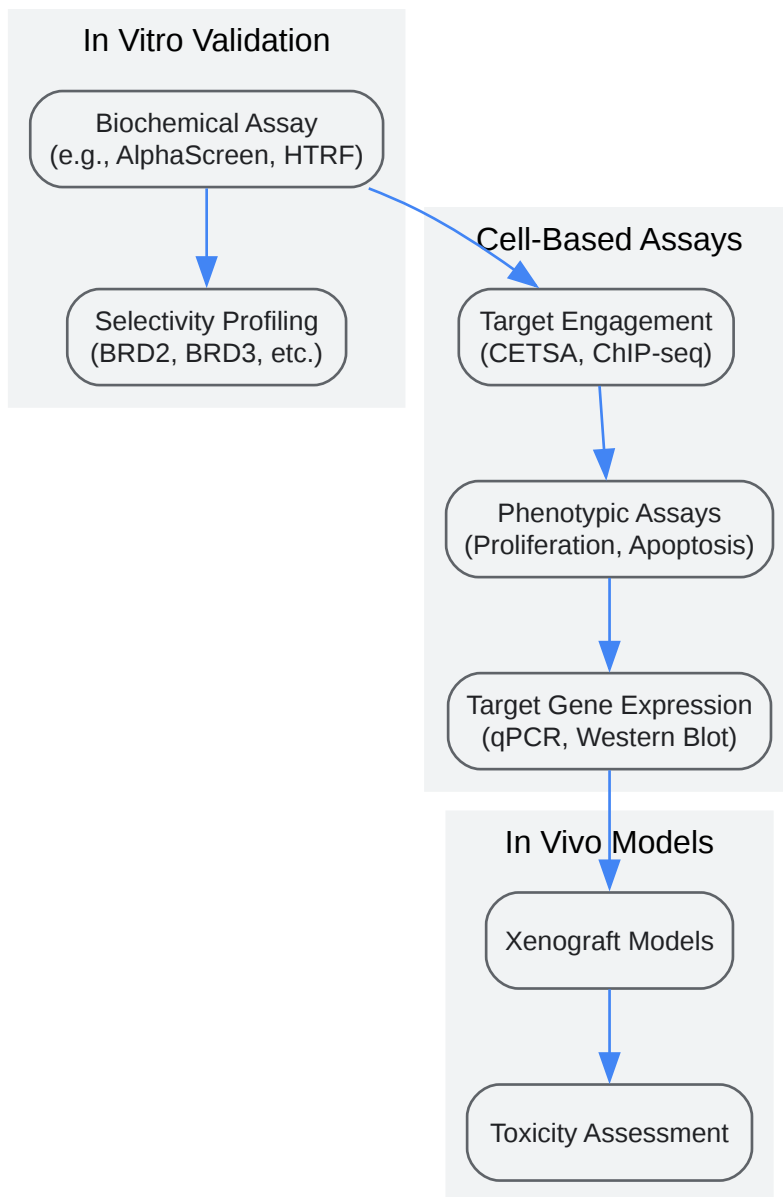 In Vitro Validation
Biochemical Assay
(e.g., AlphaScreen, HTRF)
Selectivity Profiling
(BRD2, BRD3, etc.)
Cell-Based Assays
Target Engagement
(CETSA, ChIP-seq)
Phenotypic Assays
(Proliferation, Apoptosis)
Target Gene Expression
(qPCR, Western Blot)
In Vivo Models
Xenograft Models
Toxicity Assessment